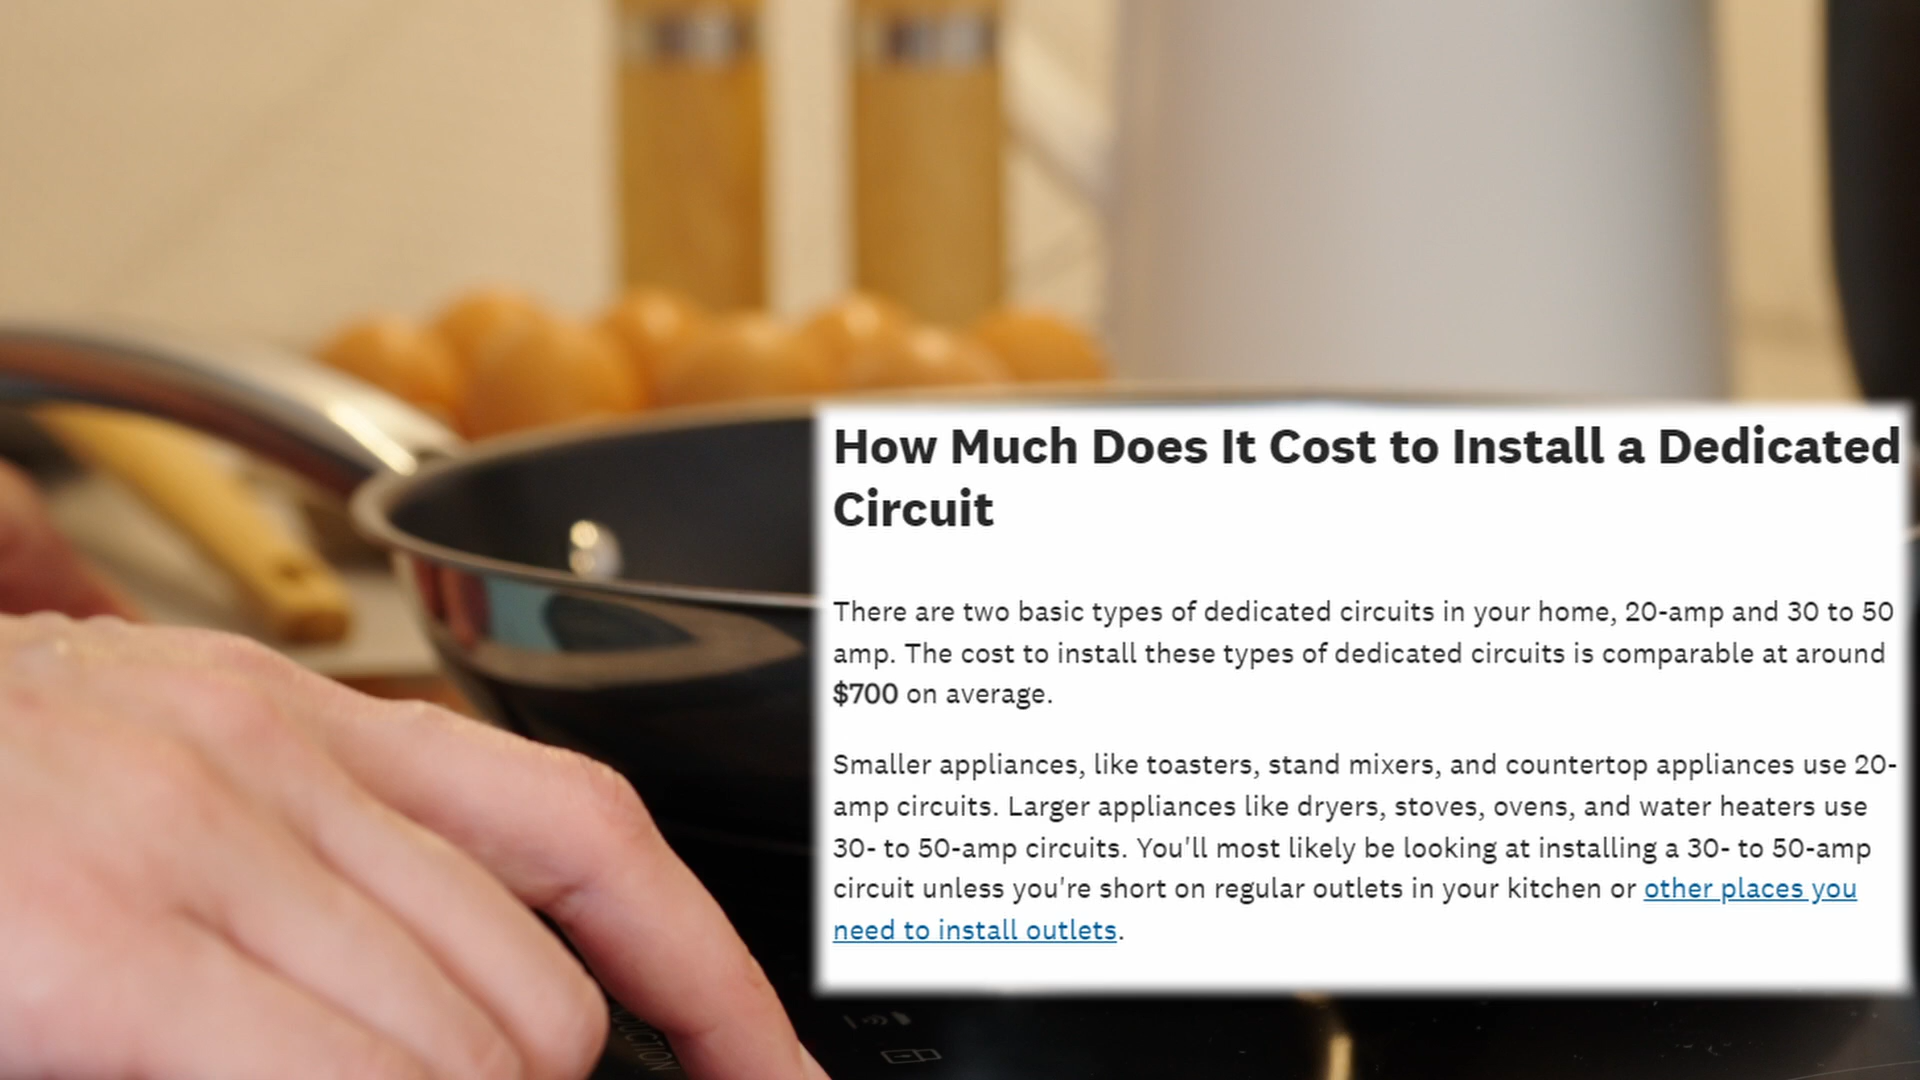 How Much Does It Cost to Install a Dedicated
Circuit
There are two basic types of dedicated circuits in your home, 20-amp and 30 to 50
amp. The cost to install these types of dedicated circuits is comparable at around
$700 on average.
Smaller appliances, like toasters, stand mixers, and countertop appliances use 20-
amp circuits. Larger appliances like dryers, stoves, ovens, and water heaters use
30- to 50-amp circuits. You'll most likely be looking at installing a 30- to 50-amp
circuit unless you're short on regular outlets in your kitchen or other places you
need to install outlets.